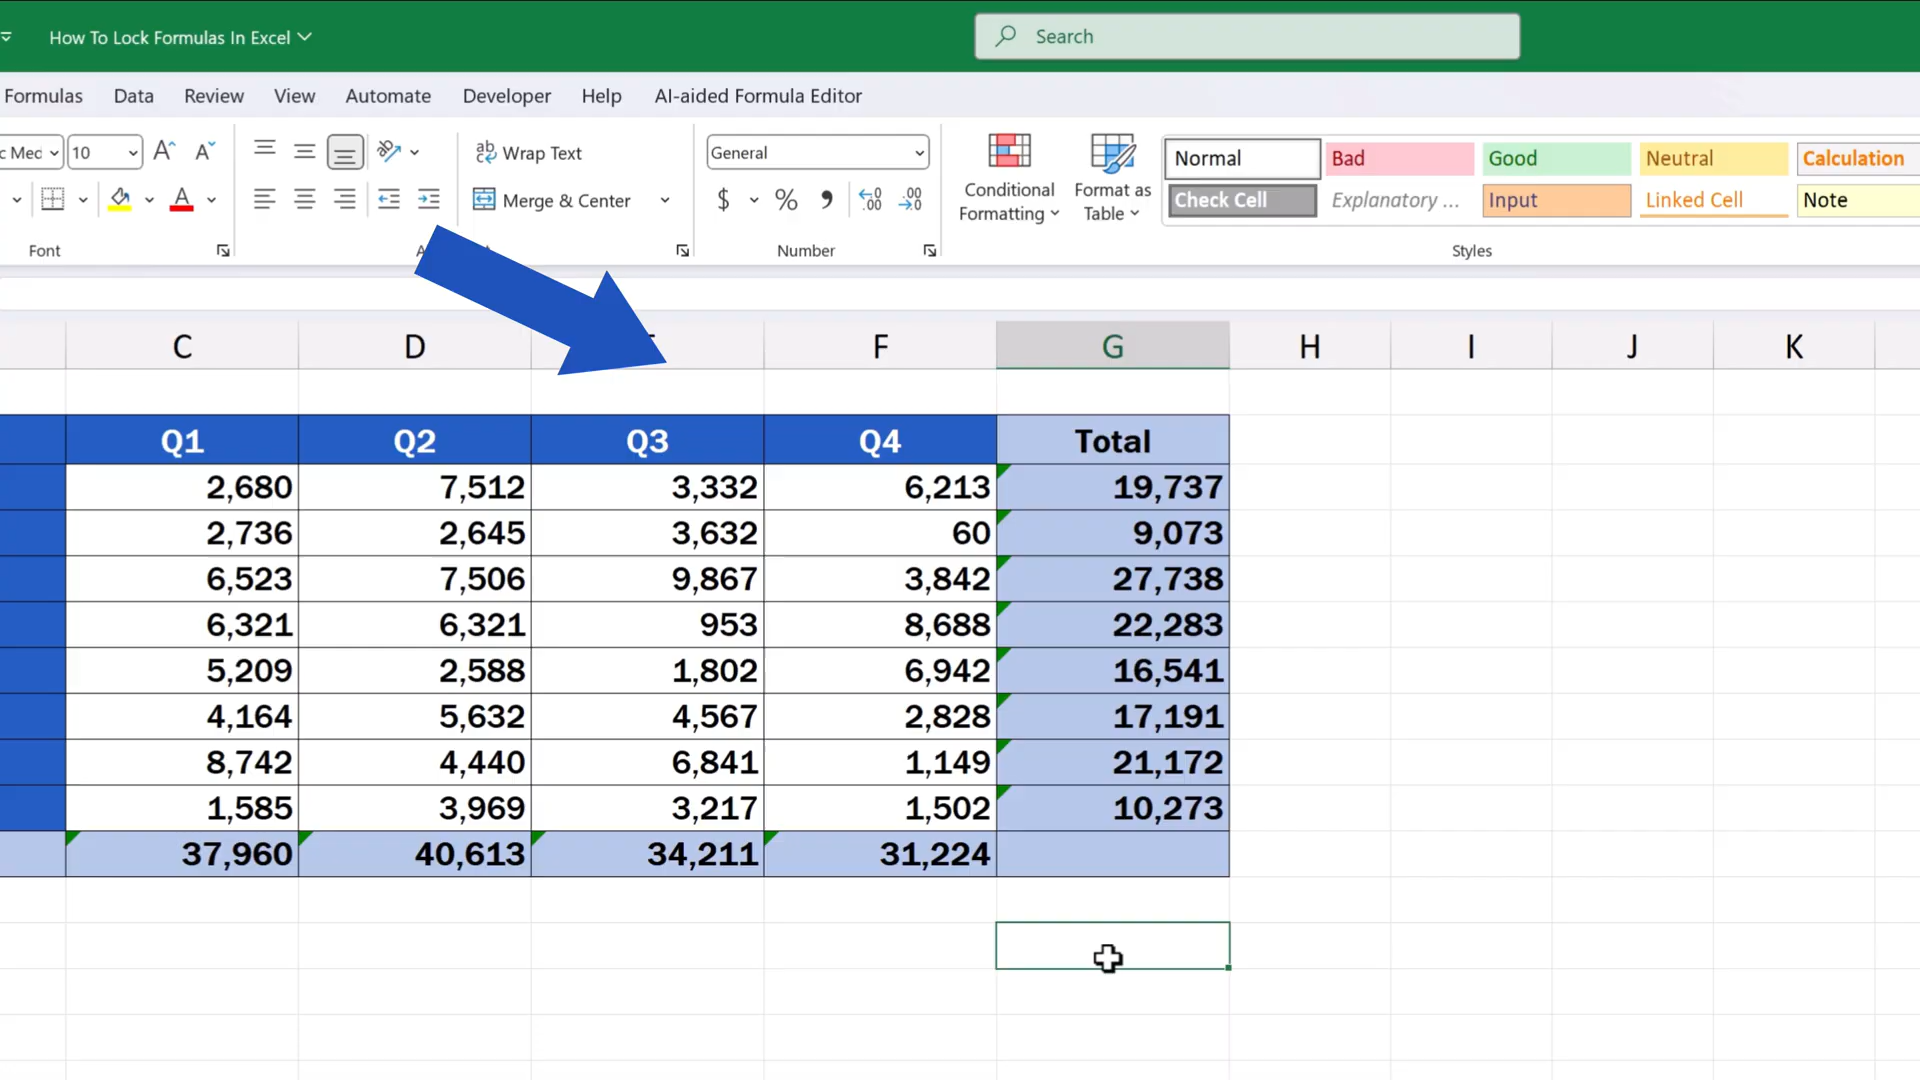 How To Lock Formulas In Excel
Search
Formulas Data Review View Automate Developer Help AI-aided Formula Editor
c Med 10 Wrap Text General Normal Bad Good Neutral Calculation
Merge & Center $ % Conditional Formatting Format as Table Check Cell Explanatory ... Input Linked Cell Note
Font Number Styles
C D F G H I J K
Q1 Q2 Q3 Q4 Total
2,680 7,512 3,332 6,213 19,737
2,736 2,645 3,632 60 9,073
6,523 7,506 9,867 3,842 27,738
6,321 6,321 953 8,688 22,283
5,209 2,588 1,802 6,942 16,541
4,164 5,632 4,567 2,828 17,191
8,742 4,440 6,841 1,149 21,172
1,585 3,969 3,217 1,502 10,273
37,960 40,613 34,211 31,224